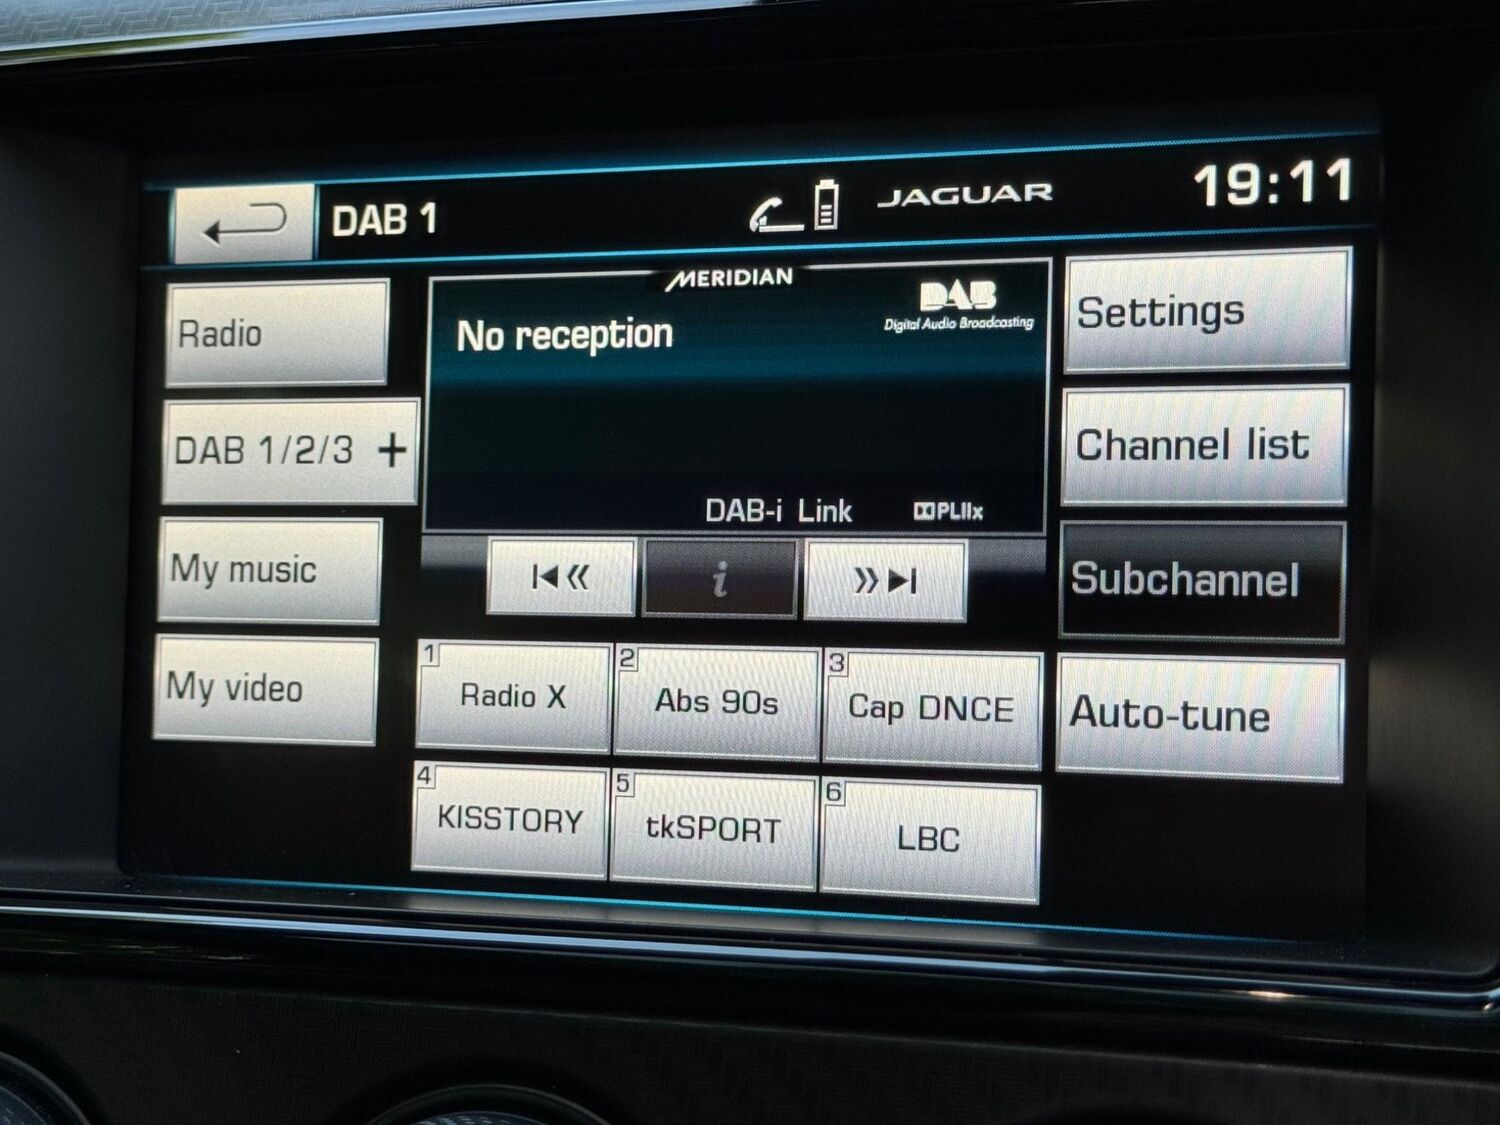 DAB 1
JAGUAR
19:11
Radio
DAB 1/2/3 +
My music
My video
MERIDIAN
DAB
Digital Audio Broadcasting
No reception
DAB-i Link
PLIIx
i
1
Radio X
2
Abs 90s
3
Cap DNCE
4
KISSTORY
5
tkSPORT
6
LBC
Settings
Channel list
Subchannel
Auto-tune